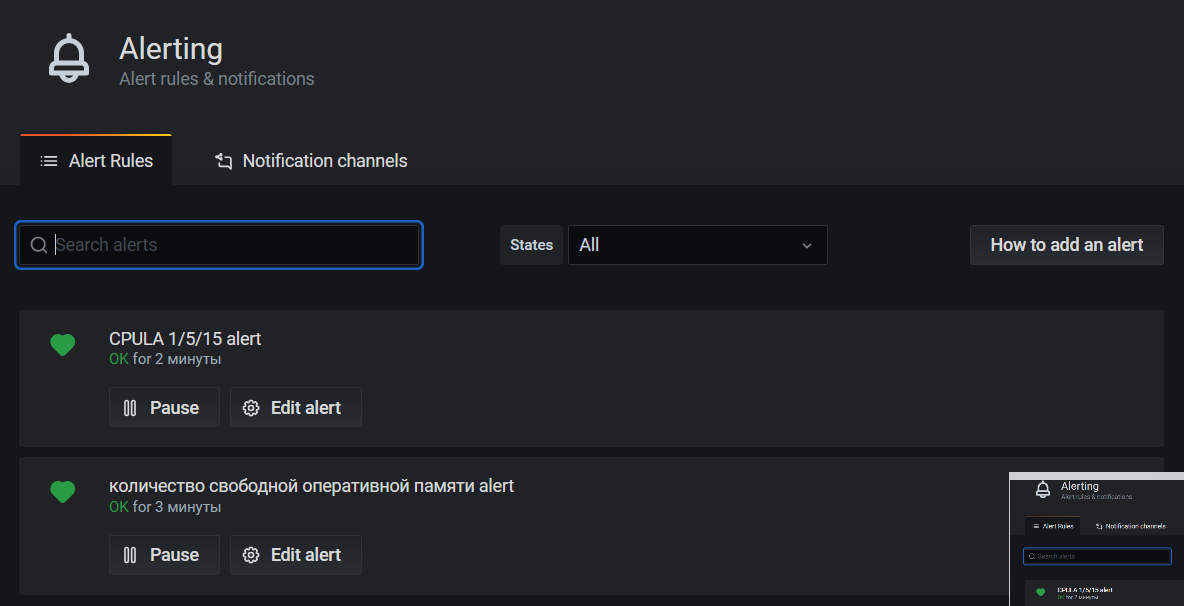 Alerting
Alert rules & notifications
Alert Rules
Notification channels
Search alerts
States
All
How to add an alert
CPULA 1/5/15 alert
OK for 2 минуты
Pause
Edit alert
количество свободной оперативной памяти alert
OK for 3 минуты
Pause
Edit alert
Alerting
Alert rules & notifications
Alert Rules
Notification channels
Search alerts
CPULA 1/5/15 alert
OK for 2 минуты